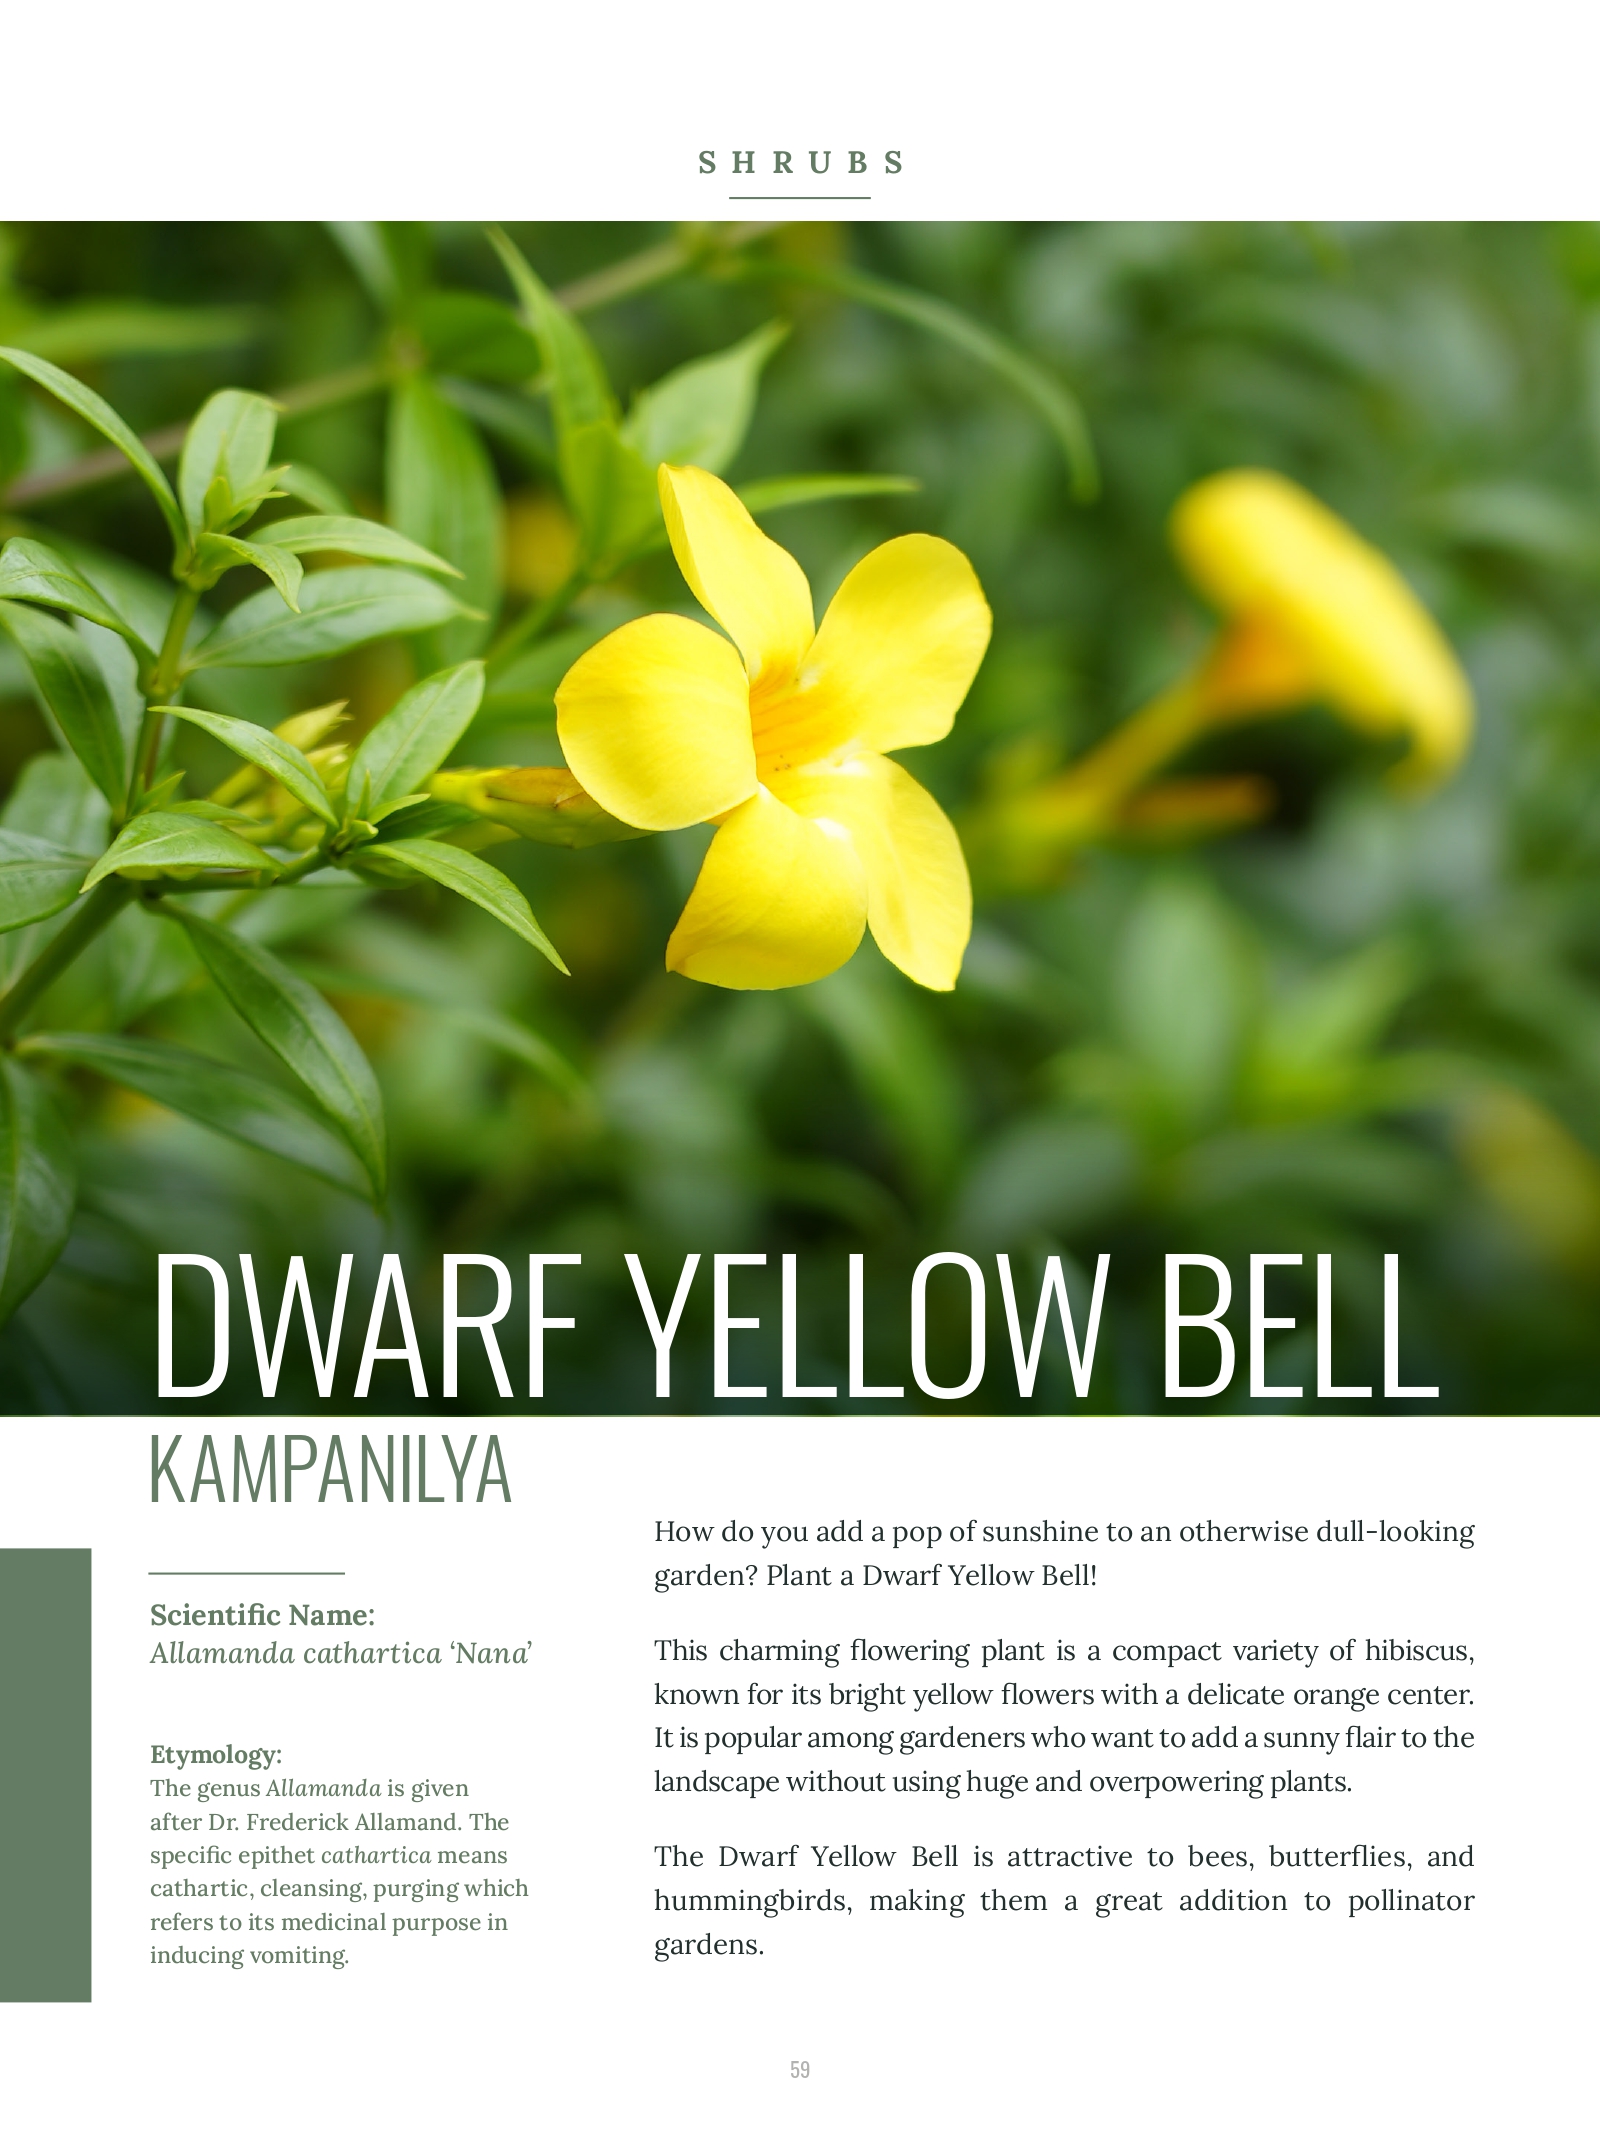 SHRUBS
DWARF YELLOW BELL
KAMPANILYA
Scientific Name:
Allamanda cathartica ‘Nana’
Etymology:
The genus Allamanda is given
after Dr. Frederick Allamand. The
specific epithet cathartica means
cathartic, cleansing, purging which
refers to its medicinal purpose in
inducing vomiting.
How do you add a pop of sunshine to an otherwise dull-looking
garden? Plant a Dwarf Yellow Bell!
This charming flowering plant is a compact variety of hibiscus,
known for its bright yellow flowers with a delicate orange center.
It is popular among gardeners who want to add a sunny flair to the
landscape without using huge and overpowering plants.
The Dwarf Yellow Bell is attractive to bees, butterflies, and
hummingbirds, making them a great addition to pollinator
gardens.
59